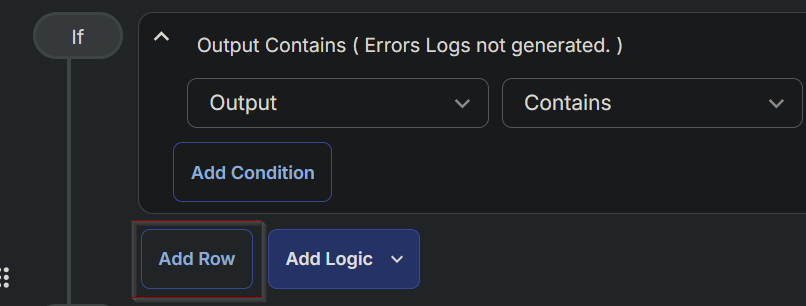 If
Output Contains ( Errors Logs not generated. )
Output
Contains
Add Condition
Add Row
Add Logic